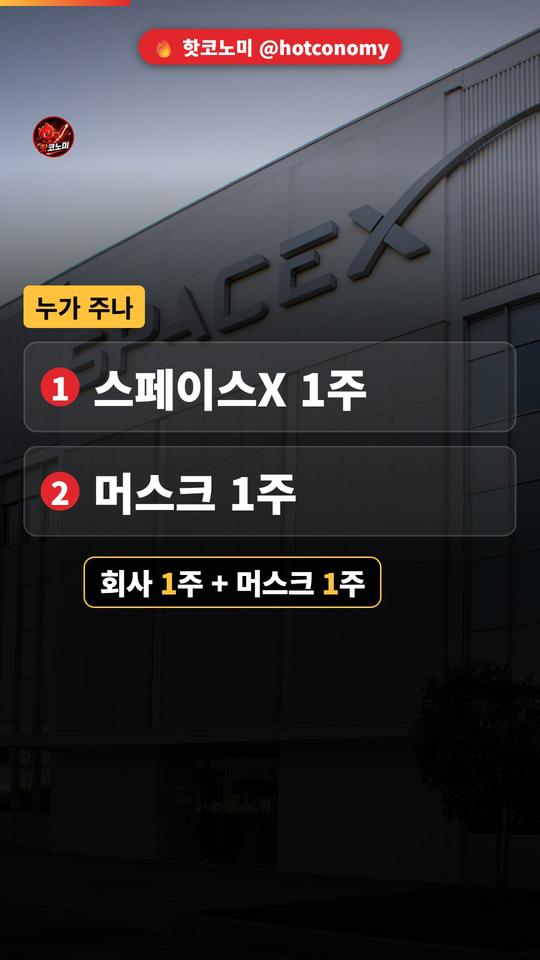 핫코노미 @hotconomy
핫코노미
SPACEX
누가 주나
1 스페이스X 1주
2 머스크 1주
회사 1주 + 머스크 1주